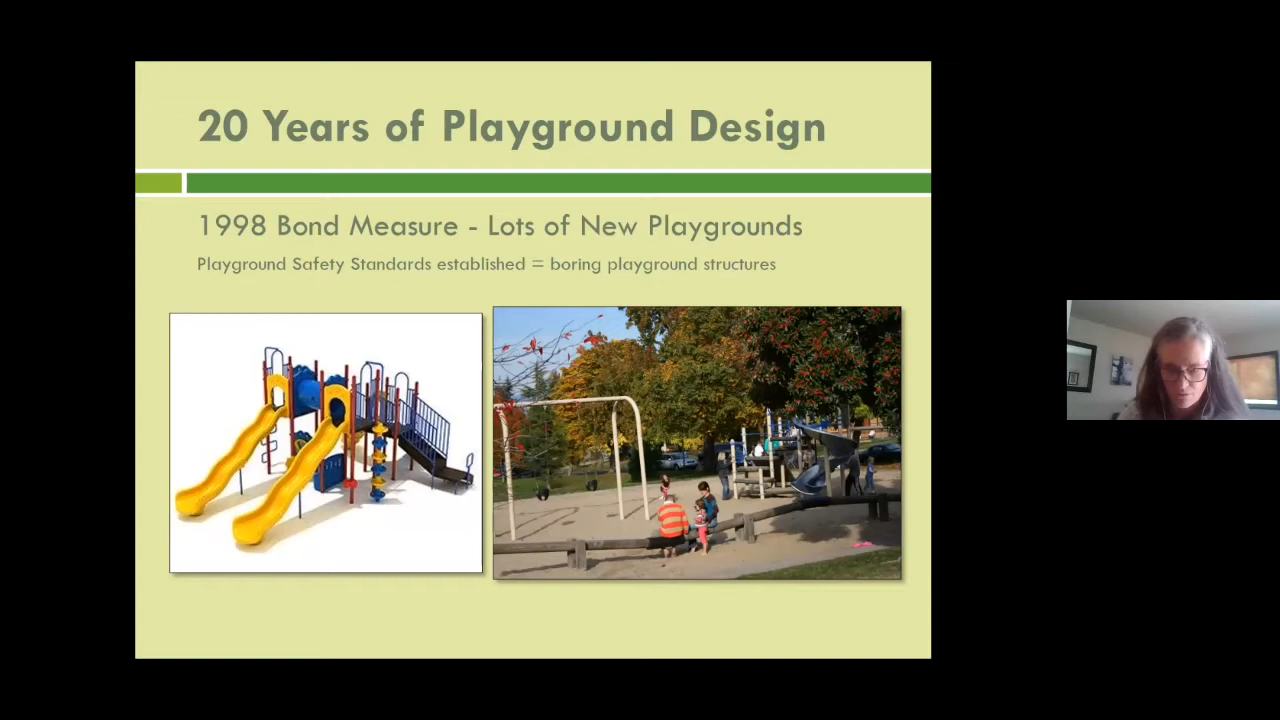 20 Years of Playground Design
1998 Bond Measure - Lots of New Playgrounds
Playground Safety Standards established = boring playground structures